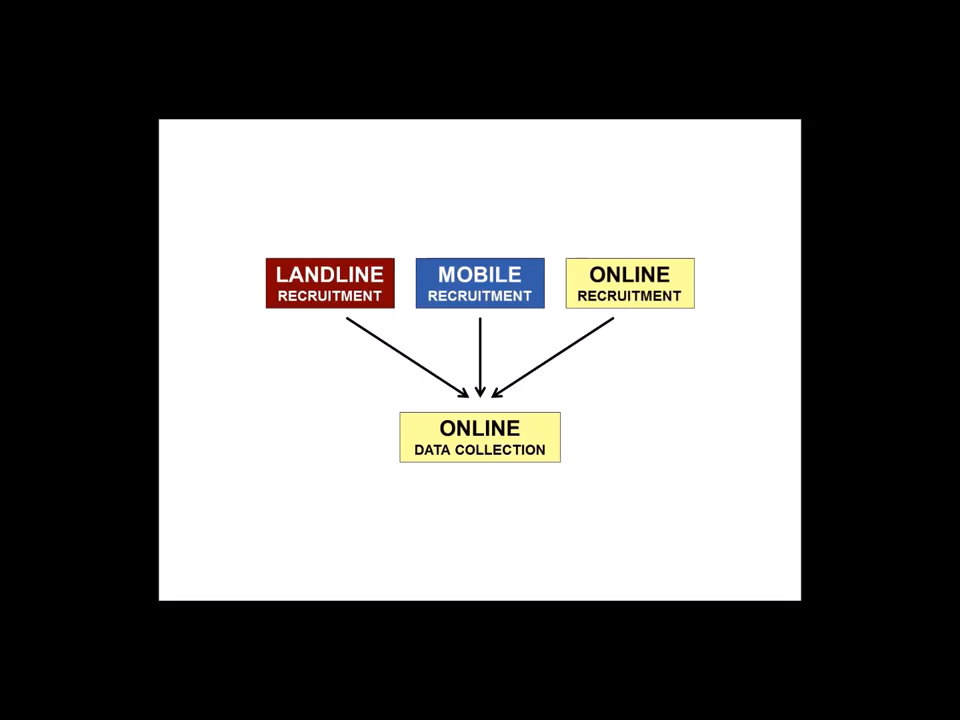 LANDLINE
RECRUITMENT
MOBILE
RECRUITMENT
ONLINE
RECRUITMENT
ONLINE
DATA COLLECTION